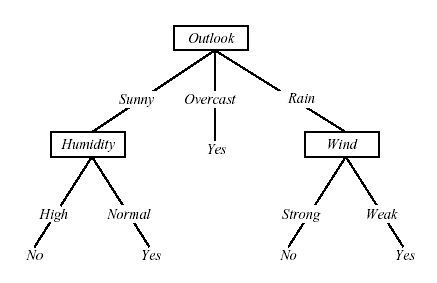 Outlook
Sunny Overcast Rain
Humidity Yes Wind
High Normal Strong Weak
No Yes No Yes